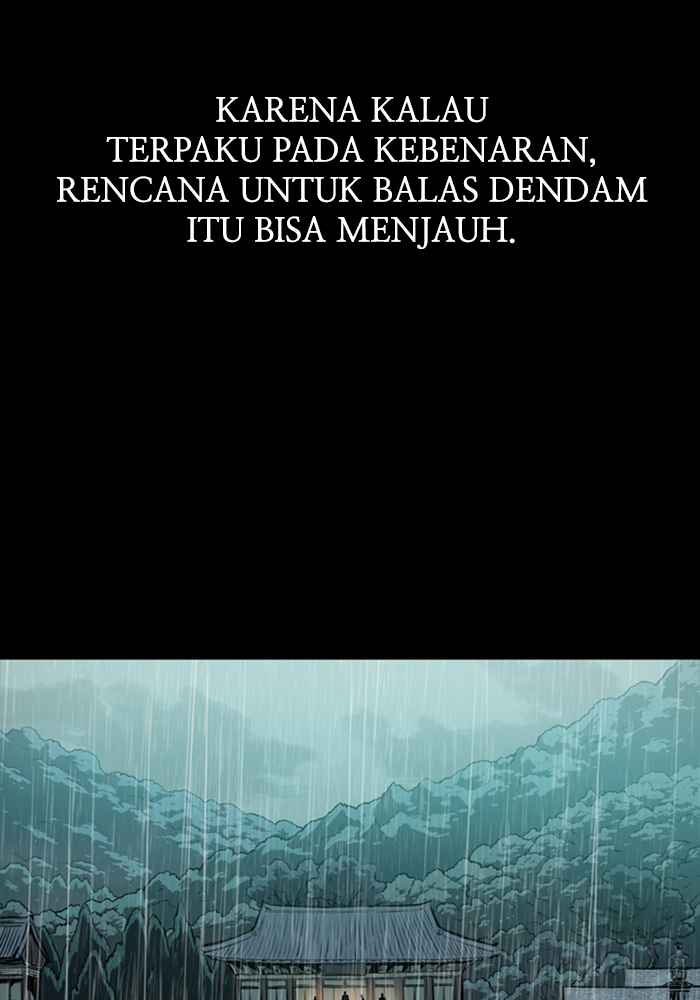 KARENA KALAU
TERPAKU PADA KEBENARAN,
RENCANA UNTUK BALAS DENDAM
ITU BISA MENJAUH.